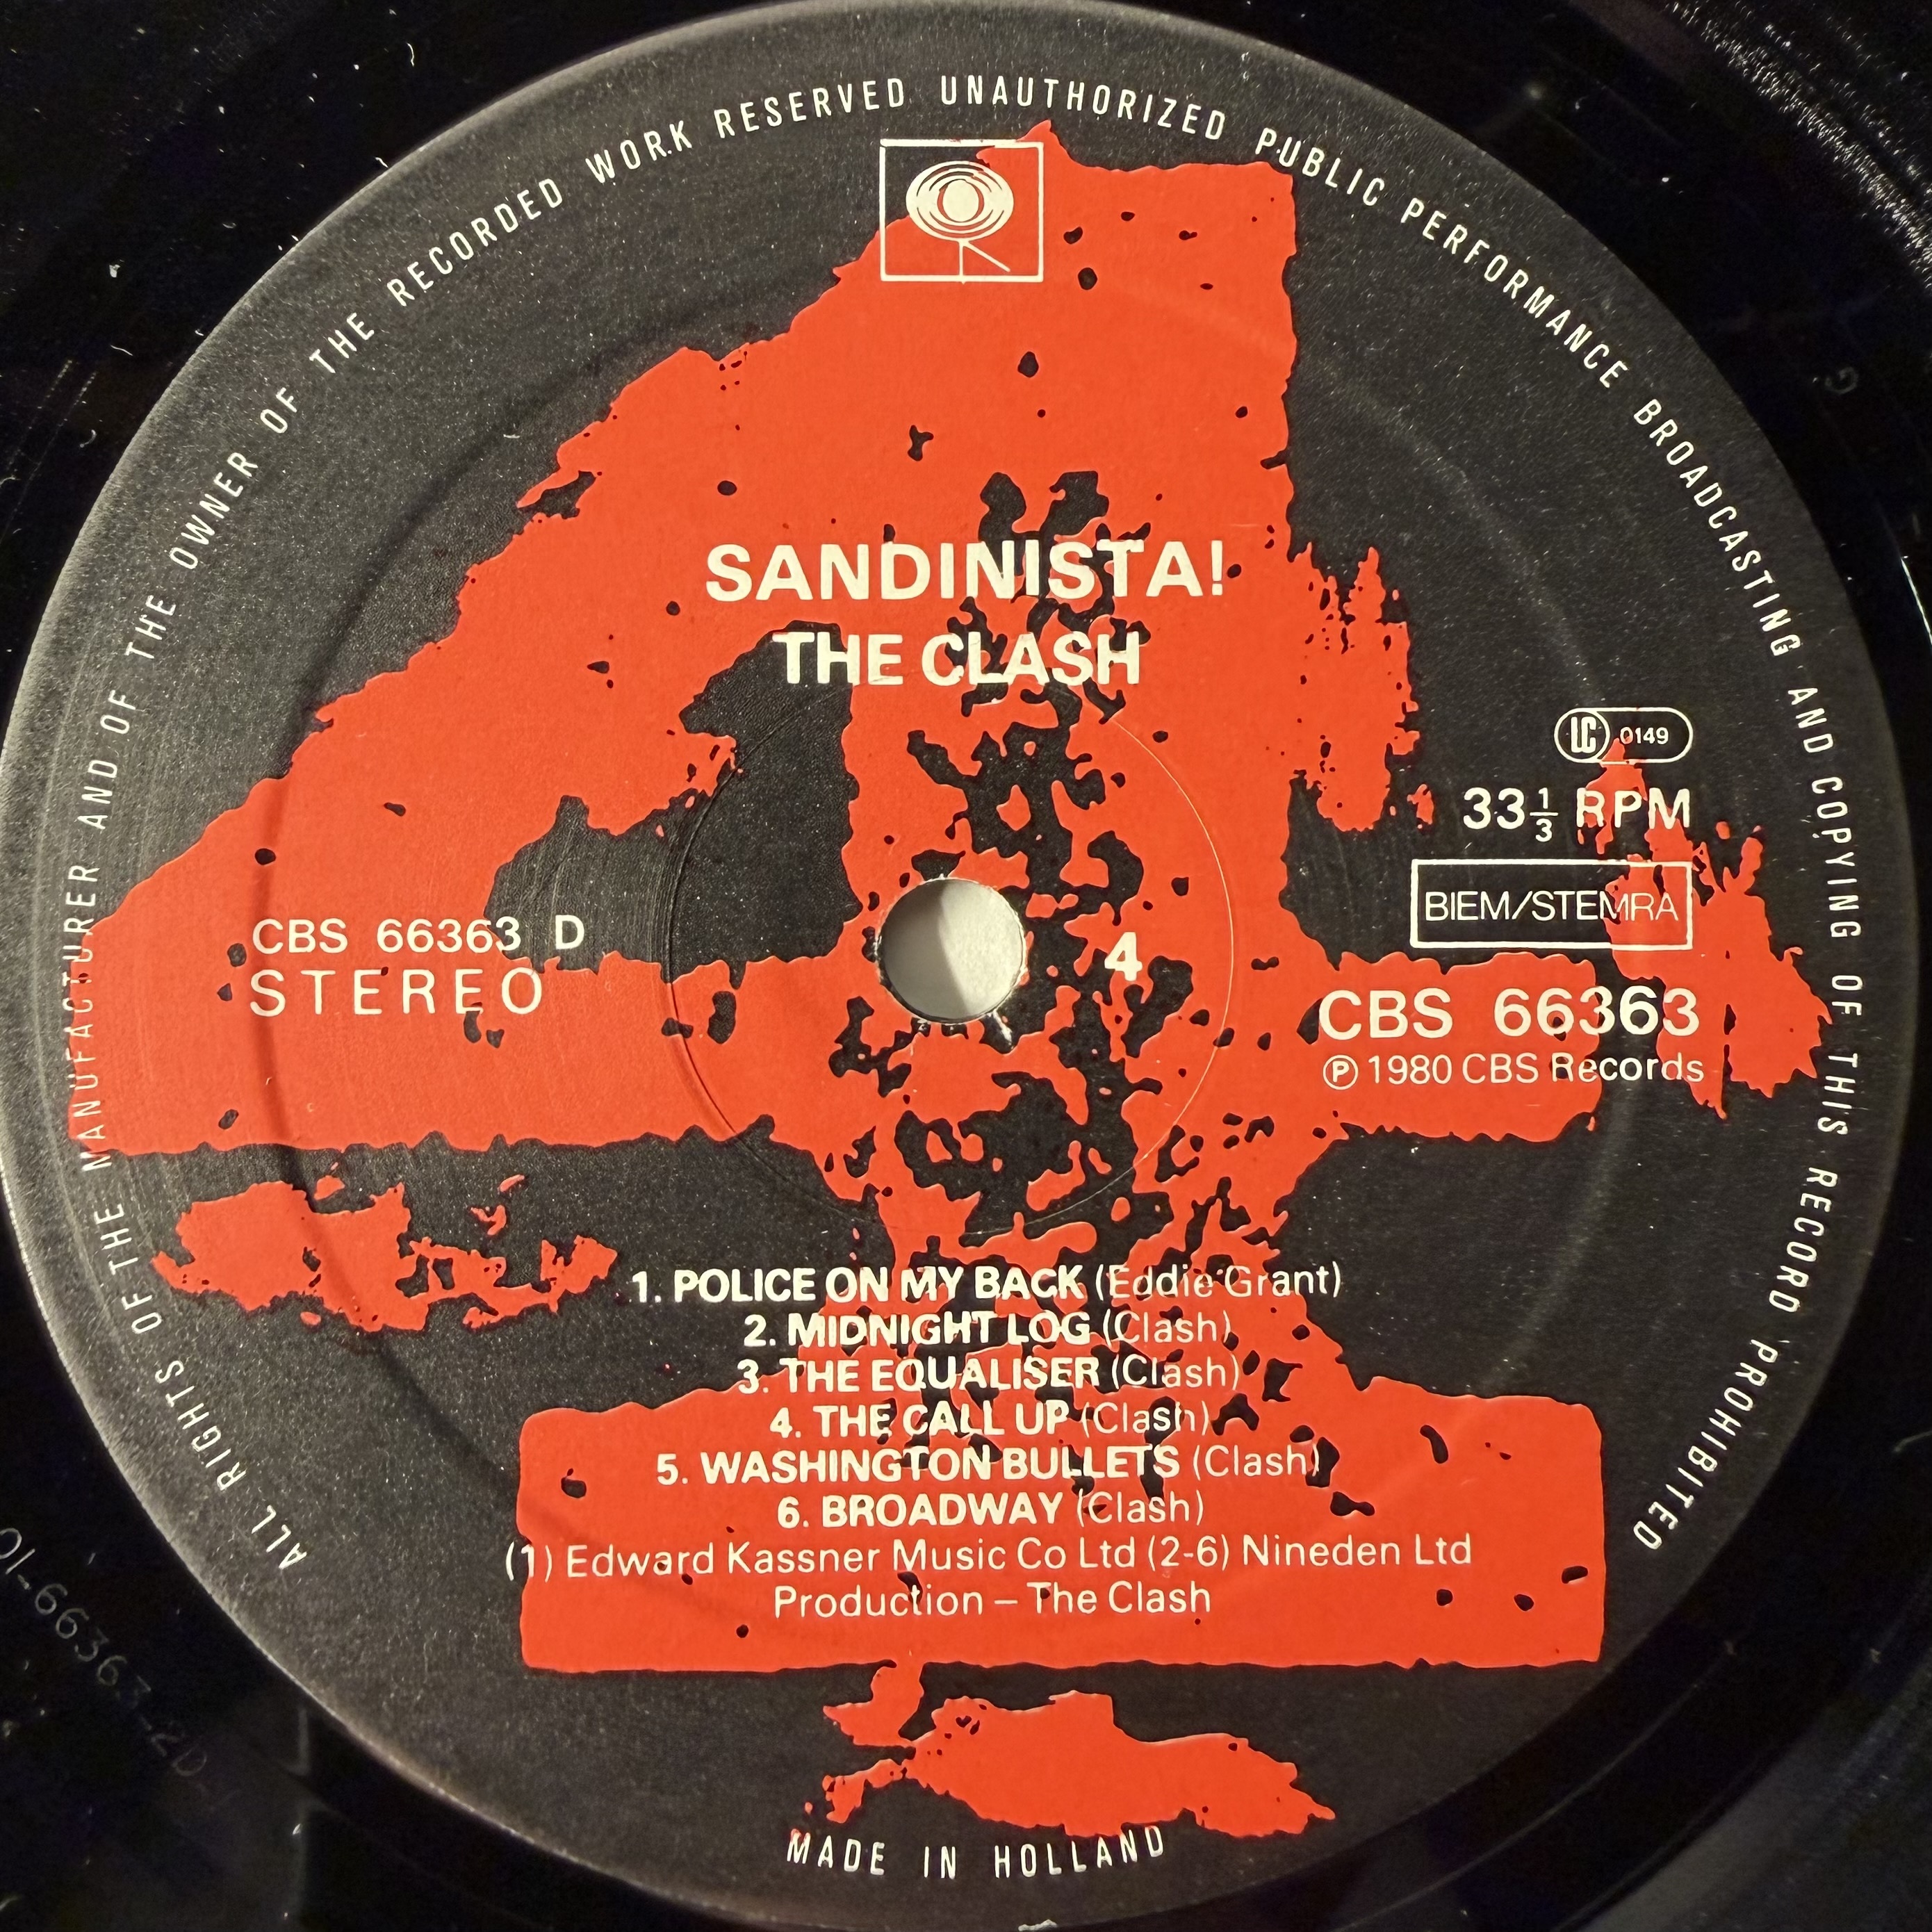 ALL RIGHTS OF THE MANUFACTURER AND OF THE OWNER OF THE RECORDED WORK RESERVED UNAUTHORIZED PUBLIC PERFORMANCE BROADCASTING AND COPYING OF THIS RECORD PROHIBITED
SANDINISTA!
THE CLASH
LC 0149
33⅓ RPM
BIEM/STEMRA
CBS 66363 D
STEREO
4
CBS 66363
Ⓟ 1980 CBS Records
1. POLICE ON MY BACK (Eddie Grant)
2. MIDNIGHT LOG (Clash)
3. THE EQUALISER (Clash)
4. THE CALL UP (Clash)
5. WASHINGTON BULLETS (Clash)
6. BROADWAY (Clash)
(1) Edward Kassner Music Co Ltd (2-6) Nineden Ltd
Production – The Clash
MADE IN HOLLAND
01-66363-2D
G